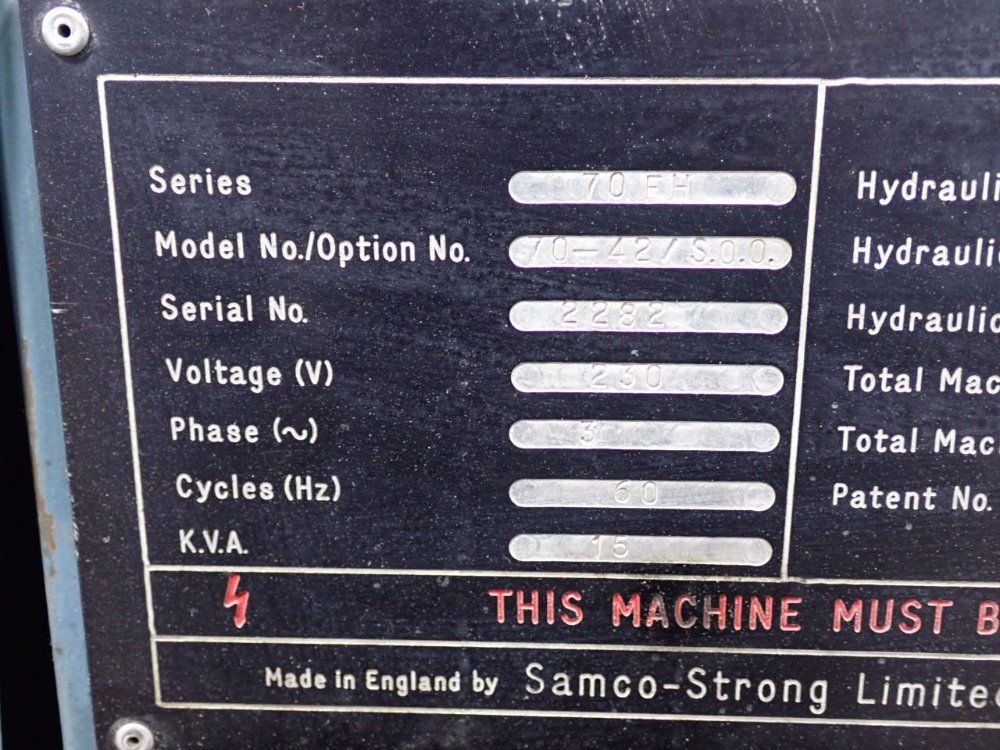 Series 70 FH Hydrauli
Model No./Option No. 70-42/S.O.O. Hydraulic
Serial No. 2282 Hydraulic
Voltage (V) 230 Total Mac
Phase (~) 3 Total Mac
Cycles (Hz) 60 Patent No.
K.V.A. 15
THIS MACHINE MUST B
Made in England by Samco-Strong Limited